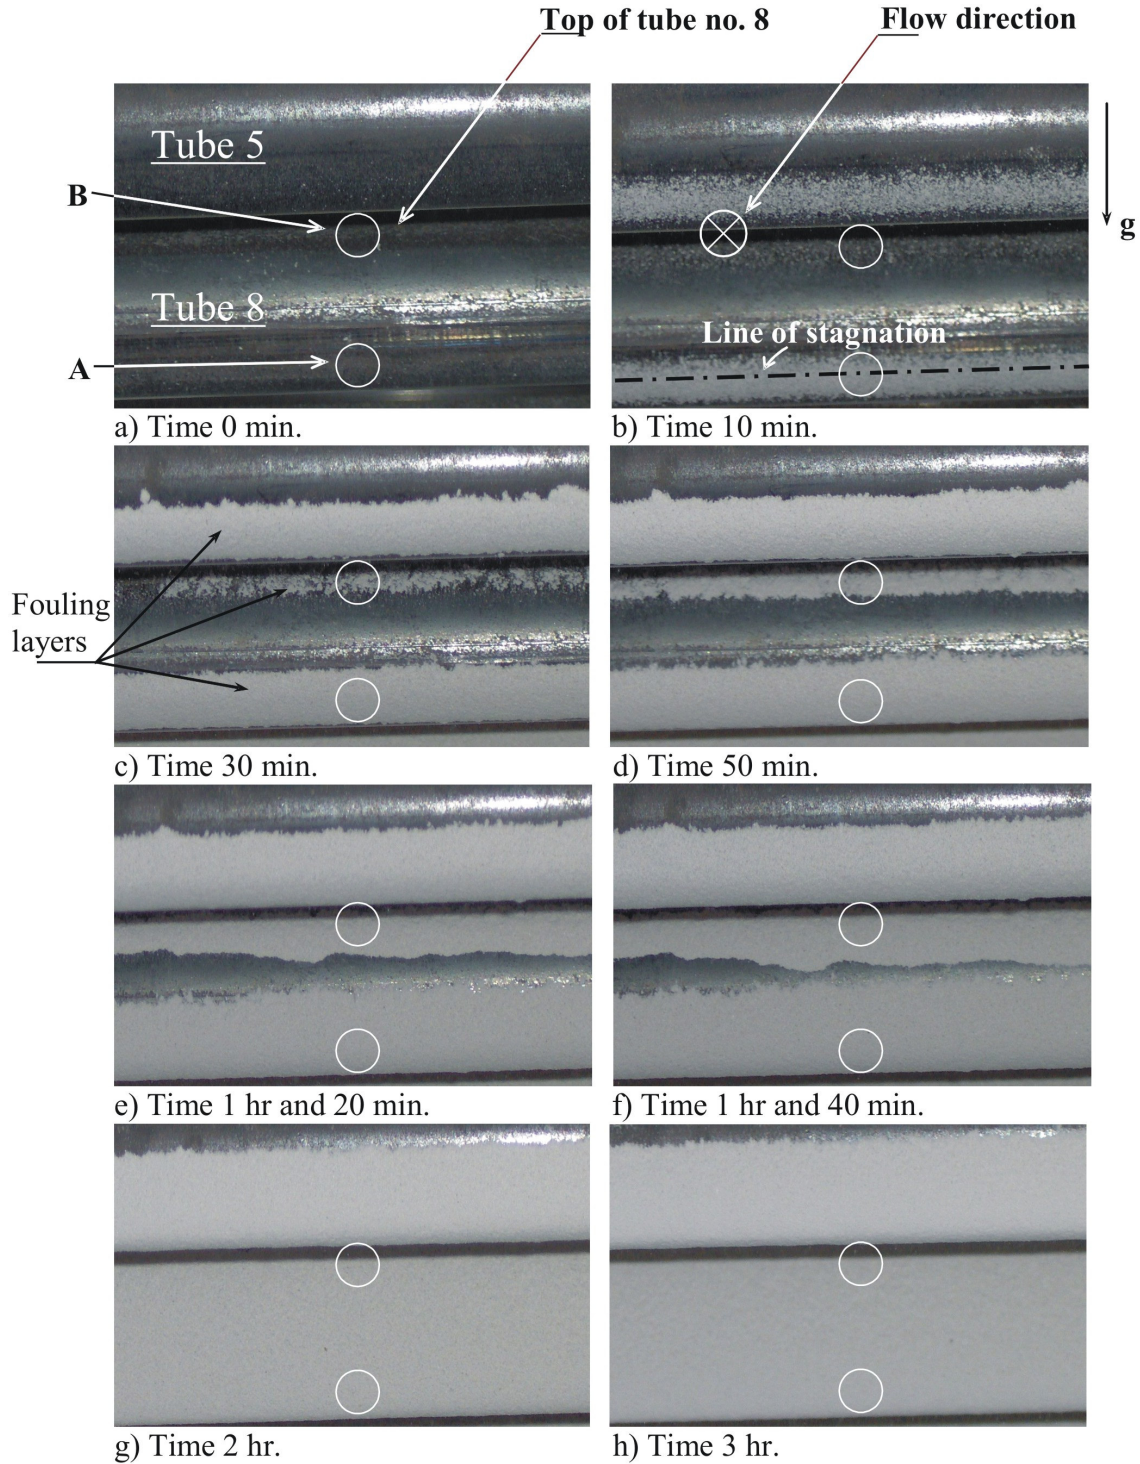 Top of tube no. 8
Flow direction
Tube 5
B
g
Tube 8
Line of stagnation
A
a) Time 0 min.
b) Time 10 min.
Fouling
layers
c) Time 30 min.
d) Time 50 min.
e) Time 1 hr and 20 min.
f) Time 1 hr and 40 min.
g) Time 2 hr.
h) Time 3 hr.